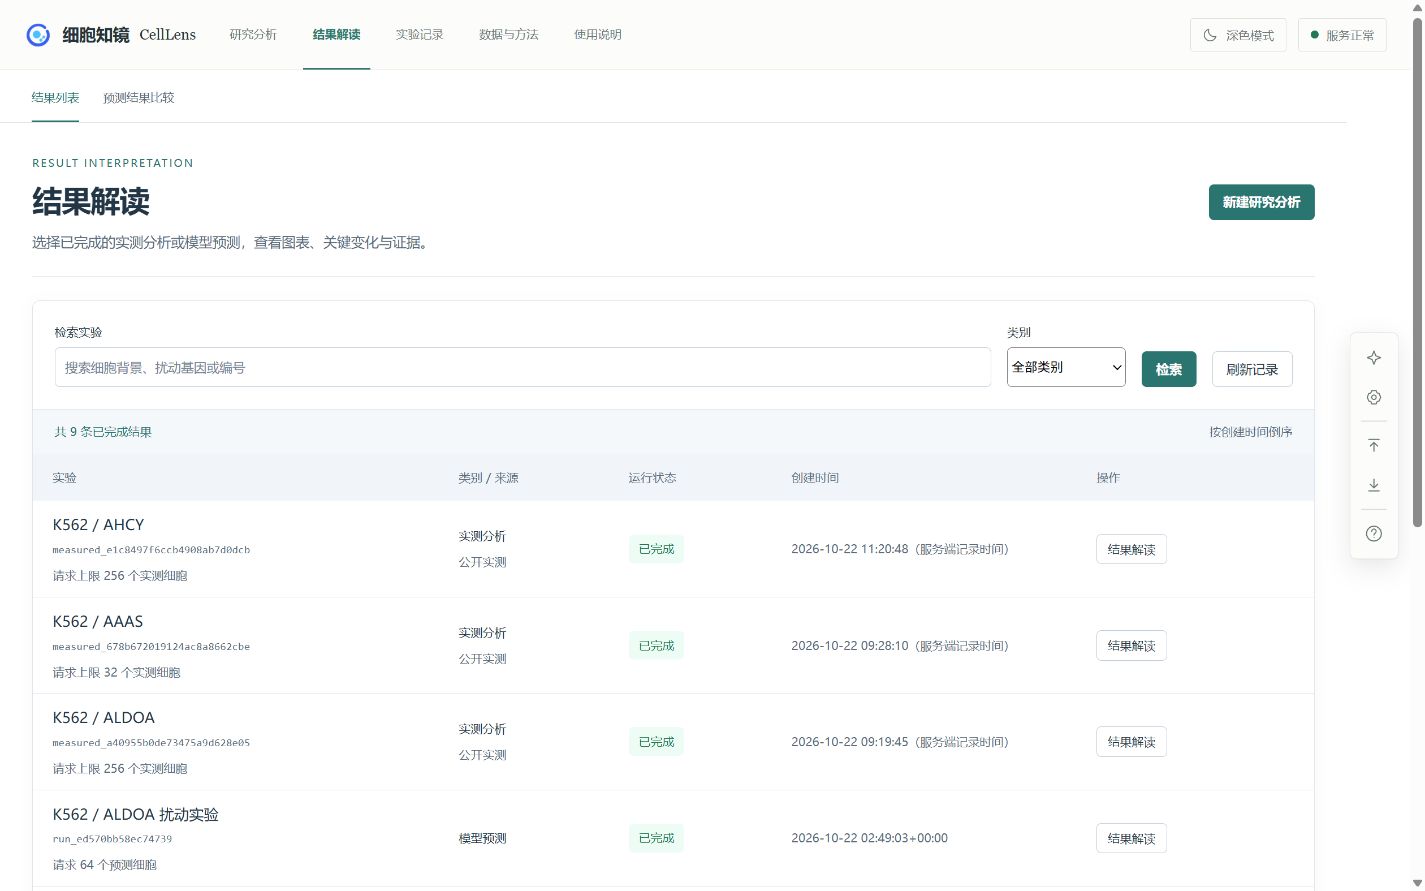 细胞知镜 CellLens 研究分析 结果解读 实验记录 数据与方法 使用说明 深色模式 服务正常
结果列表 预测结果比较
RESULT INTERPRETATION
结果解读
新建研究分析
选择已完成的实测分析或模型预测，查看图表、关键变化与证据。
检索实验 类别
搜索细胞背景、扰动基因或编号 全部类别 检索 刷新记录
共 9 条已完成结果 按创建时间倒序
实验 类别 / 来源 运行状态 创建时间 操作
K562 / AHCY
measured_e1c8497f6ccb4908ab7d0dcb
请求上限 256 个实测细胞
实测分析
公开实测
已完成
2026-10-22 11:20:48（服务端记录时间）
结果解读
K562 / AAAS
measured_678b672019124ac8a8662cbe
请求上限 32 个实测细胞
实测分析
公开实测
已完成
2026-10-22 09:28:10（服务端记录时间）
结果解读
K562 / ALDOA
measured_a40955b0de73475a9d628e05
请求上限 256 个实测细胞
实测分析
公开实测
已完成
2026-10-22 09:19:45（服务端记录时间）
结果解读
K562 / ALDOA 扰动实验
run_ed570bb58ec74739
请求 64 个预测细胞
模型预测
已完成
2026-10-22 02:49:03+00:00
结果解读